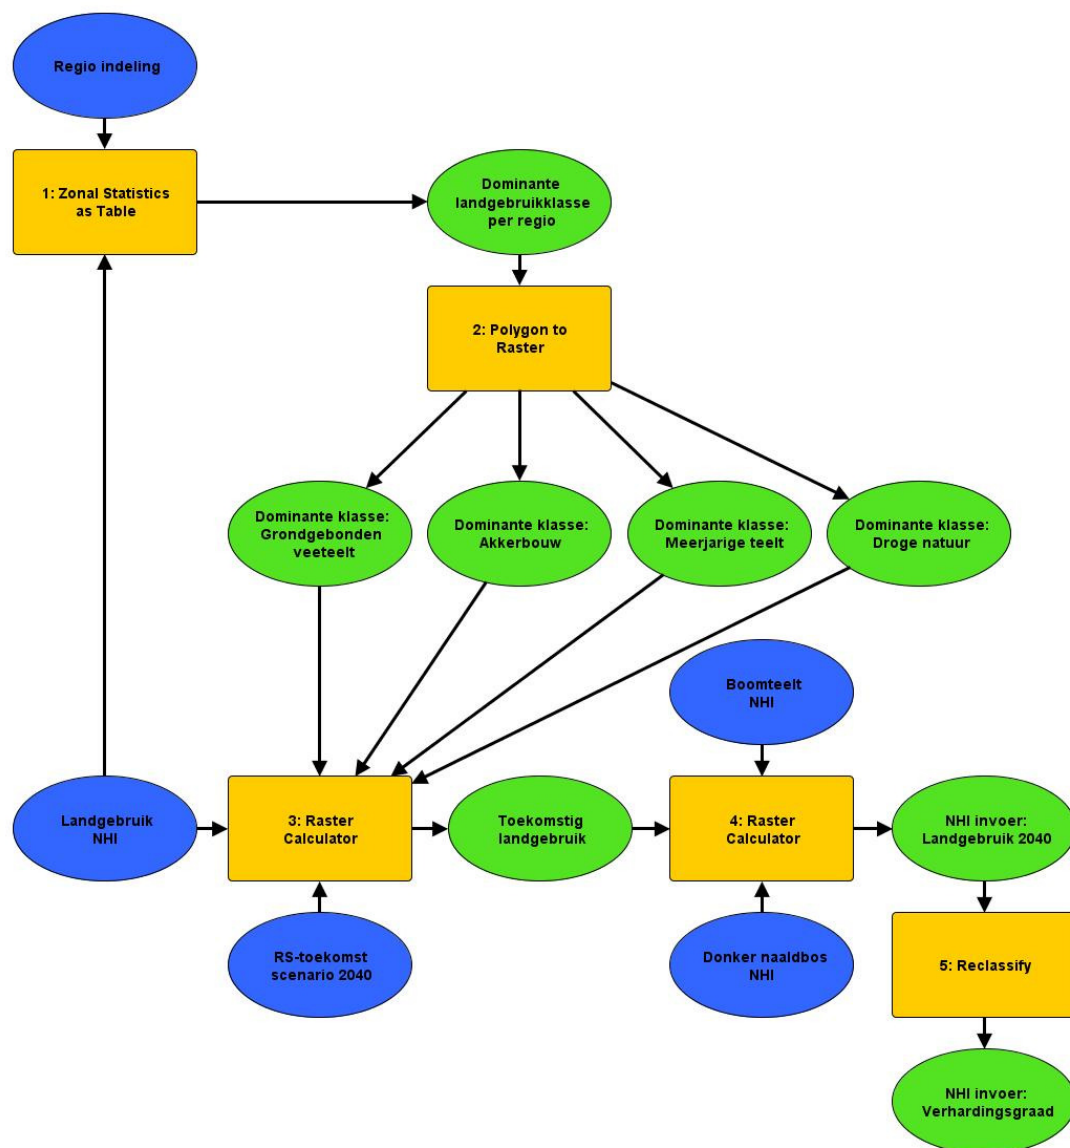 Regio indeling
1: Zonal Statistics
as Table
Dominante
landgebruikklasse
per regio
2: Polygon to
Raster
Dominante klasse:
Grondgebonden
veeteelt
Dominante klasse:
Akkerbouw
Dominante klasse:
Meerjarige teelt
Dominante klasse:
Droge natuur
Boomteelt
NHI
Landgebruik
NHI
3: Raster
Calculator
Toekomstig
landgebruik
4: Raster
Calculator
NHI invoer:
Landgebruik 2040
RS-toekomst
scenario 2040
Donker naaldbos
NHI
5: Reclassify
NHI invoer:
Verhardingsgraad